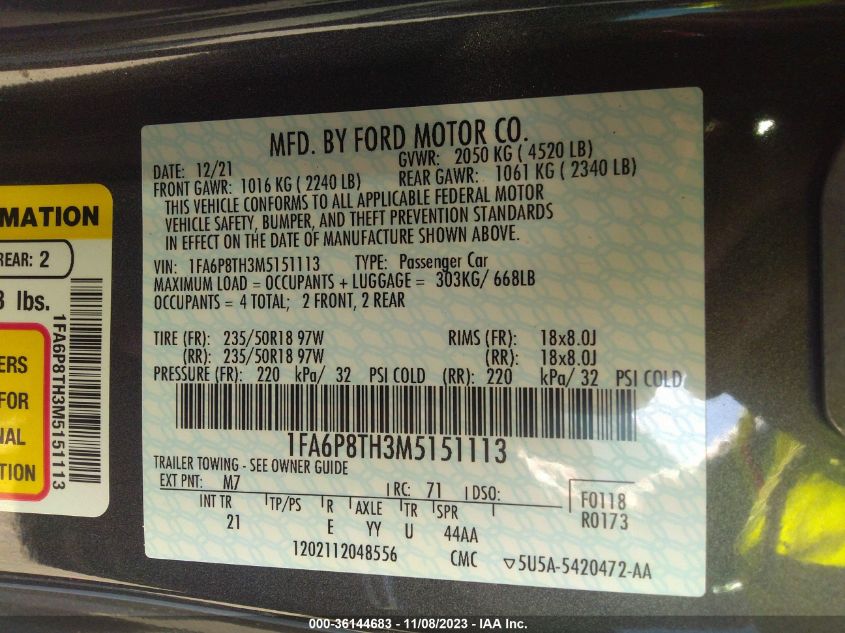 MFD. BY FORD MOTOR CO.
DATE: 12/21 GVWR: 2050 KG ( 4520 LB)
FRONT GAWR: 1016 KG ( 2240 LB) REAR GAWR: 1061 KG ( 2340 LB)
THIS VEHICLE CONFORMS TO ALL APPLICABLE FEDERAL MOTOR
VEHICLE SAFETY, BUMPER, AND THEFT PREVENTION STANDARDS
IN EFFECT ON THE DATE OF MANUFACTURE SHOWN ABOVE.
VIN: 1FA6P8TH3M5151113 TYPE: Passenger Car
MAXIMUM LOAD = OCCUPANTS + LUGGAGE = 303KG/ 668LB
OCCUPANTS = 4 TOTAL; 2 FRONT, 2 REAR
TIRE (FR): 235/50R18 97W RIMS (FR): 18x8.0J
(RR): 235/50R18 97W (RR): 18x8.0J
PRESSURE (FR): 220 kPa/ 32 PSI COLD (RR): 220 kPa/ 32 PSI COLD
1FA6P8TH3M5151113
TRAILER TOWING - SEE OWNER GUIDE
EXT PNT: M7 RC: 71 DSO:
INT TR TP/PS R AXLE TR SPR
21 E YY U 44AA
F0118
R0173
1202112048556 CMC ▽5U5A-5420472-AA
MATION
REAR: 2
lbs.
1FA6P8TH3M5151113
ERS
FOR
NAL
TION
000-36144683 - 11/08/2023 - IAA Inc.